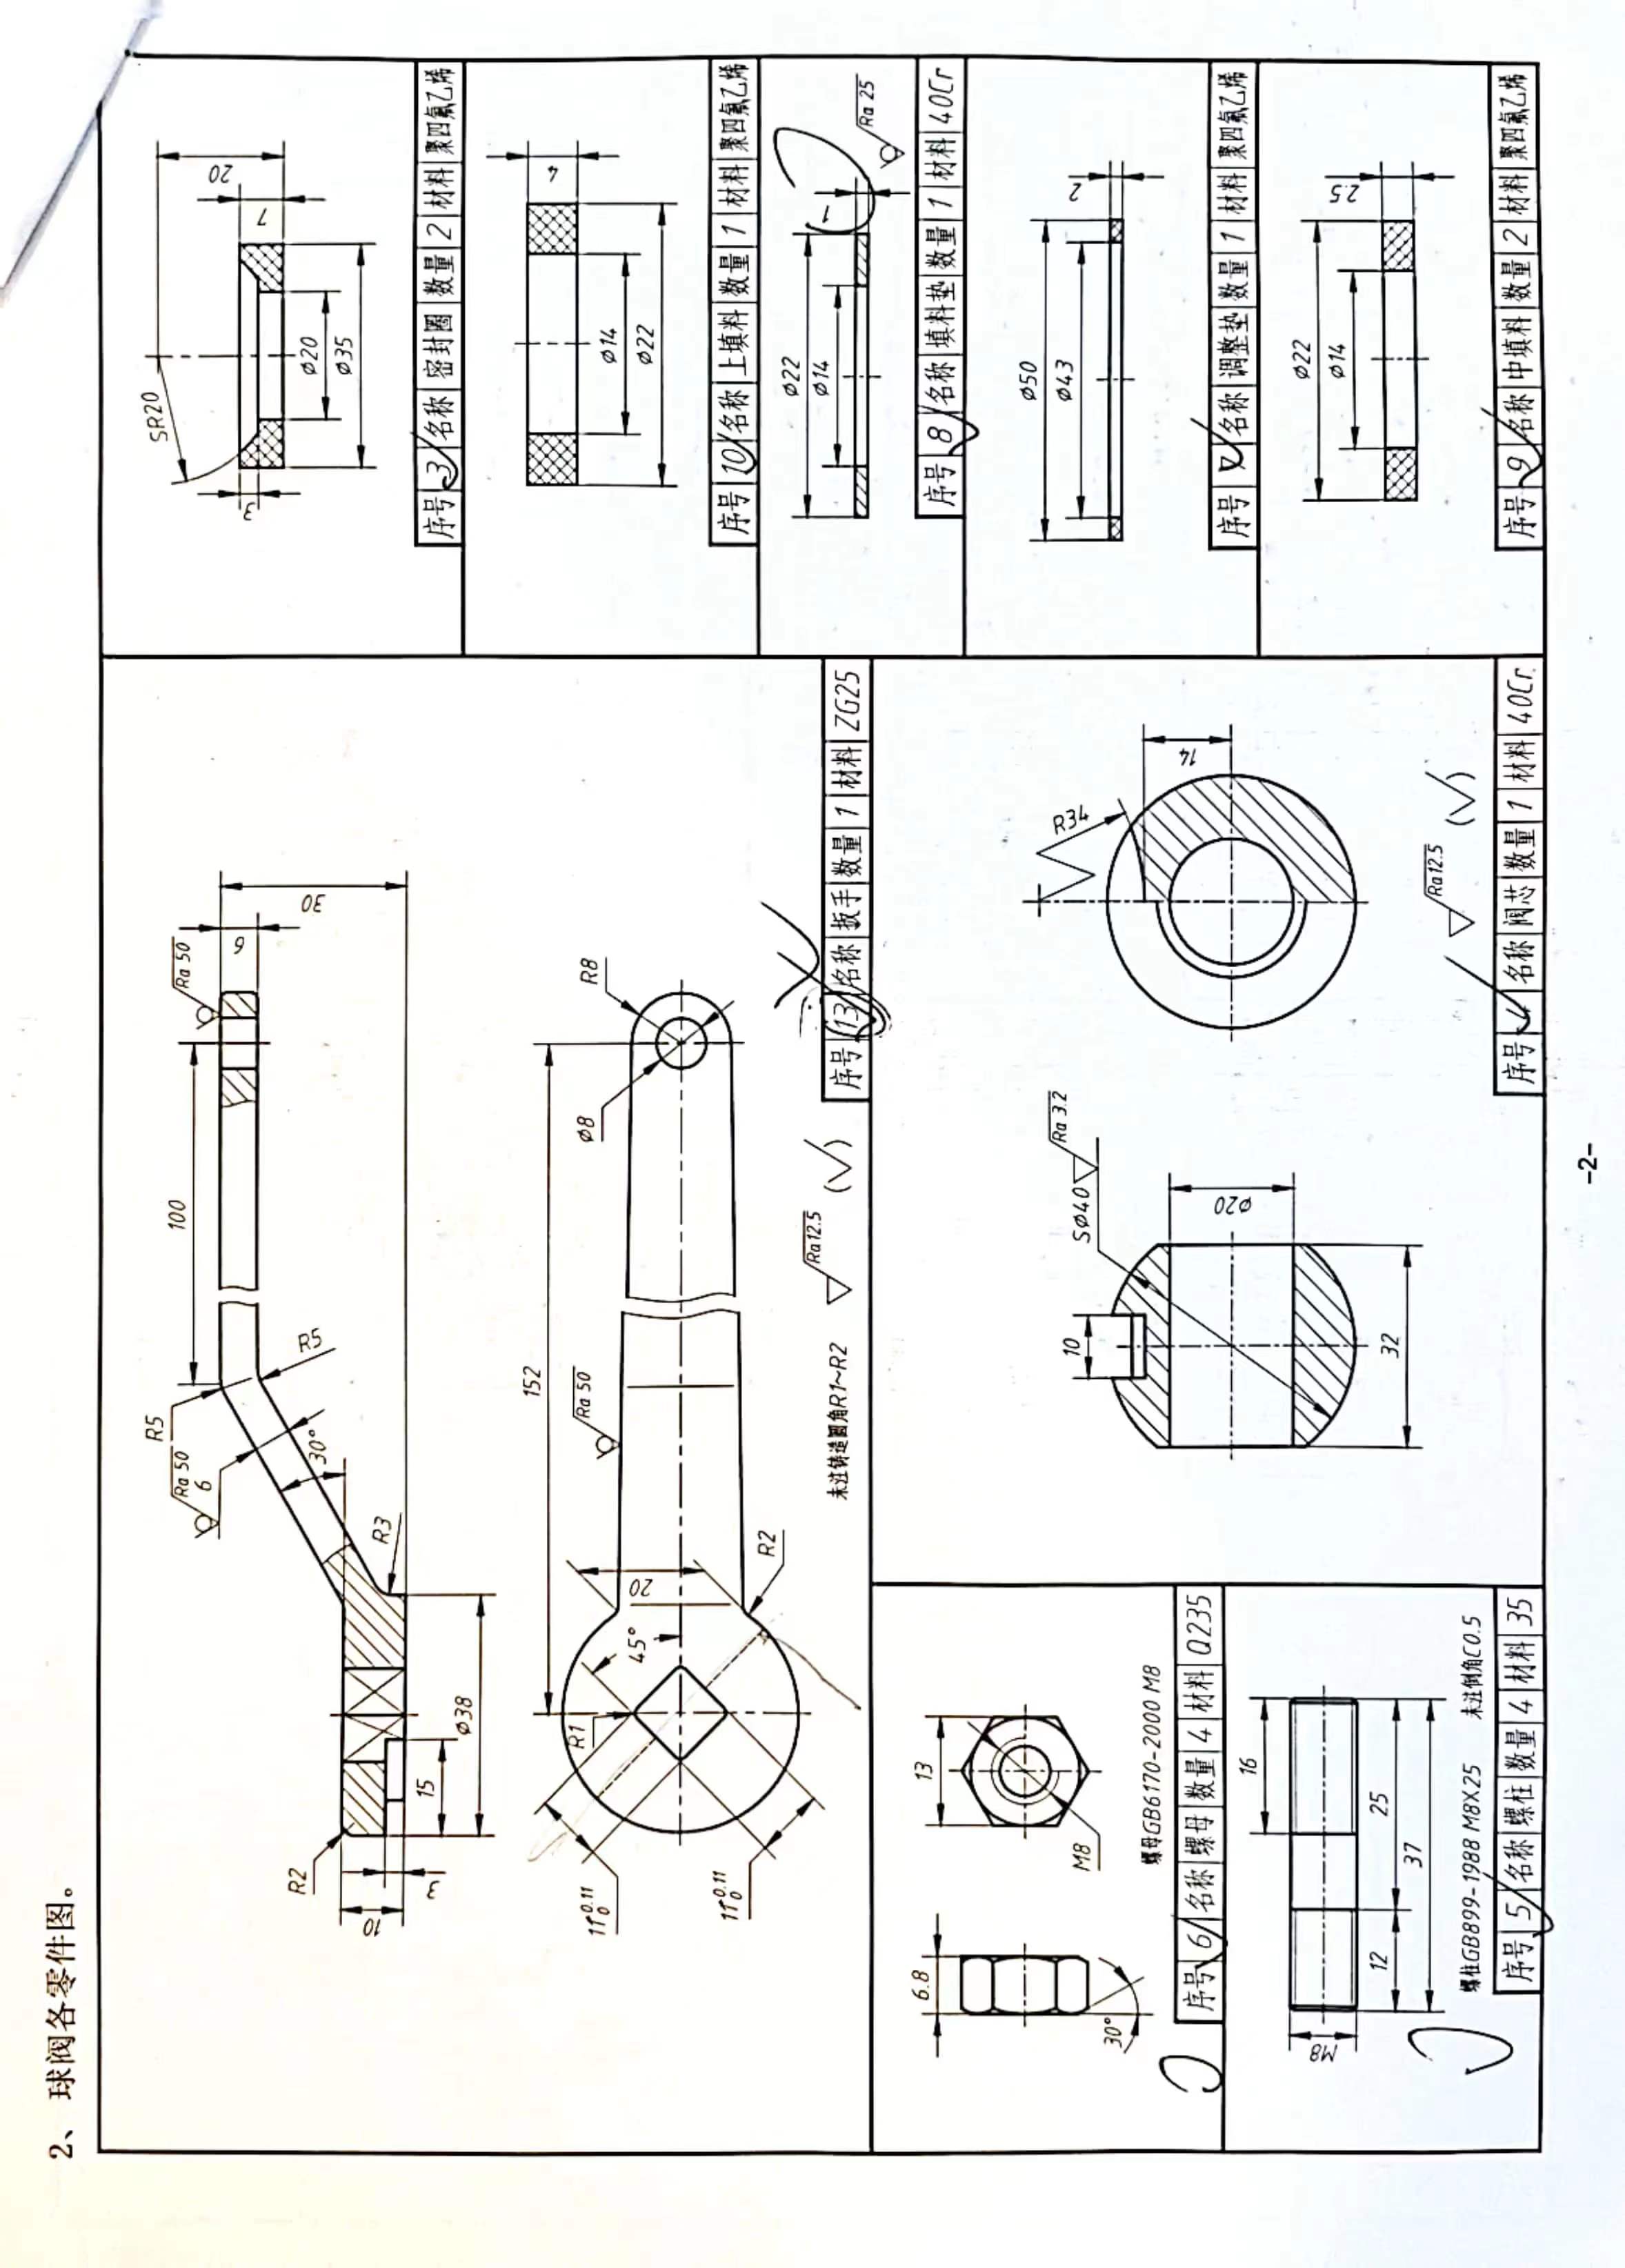 2、 球阀各零件图。
R5
Ra 50
6
100
Ra 50
6
30
R2
30°
R5
R3
10
3
15
Ø38
152
R1
Ra 50
Ø8
R8
45°
20
R2
未注铸造圆角R1~R2
Ra12.5
(√)
序号 13 名称 扳手 数量 1 材料 ZG25
SR20
3
20
7
Ø20
Ø35
序号 3 名称 密封圈 数量 2 材料 聚四氟乙烯
4
Ø14
Ø22
序号 10 名称 上填料 数量 1 材料 聚四氟乙烯
Ø22
Ø14
1
Ra 25
序号 8 名称 填料垫 数量 1 材料 40Cr
Ø50
Ø43
2
序号 名称 调整垫 数量 1 材料 聚四氟乙烯
Ø22
Ø14
2.5
序号 9 名称 中填料 数量 2 材料 聚四氟乙烯
6.8
13
M8
30°
螺母GB6170-2000 M8
序号 6 名称 螺母 数量 4 材料 Q235
16
M8
12
25
37
螺柱GB899-1988 M8X25 未注倒角C0.5
序号 5 名称 螺柱 数量 4 材料 35
10
SØ40
Ra 3.2
R34
14
Ø20
32
Ra12.5
(√)
序号 4 名称 阀芯 数量 1 材料 40Cr.
-2-